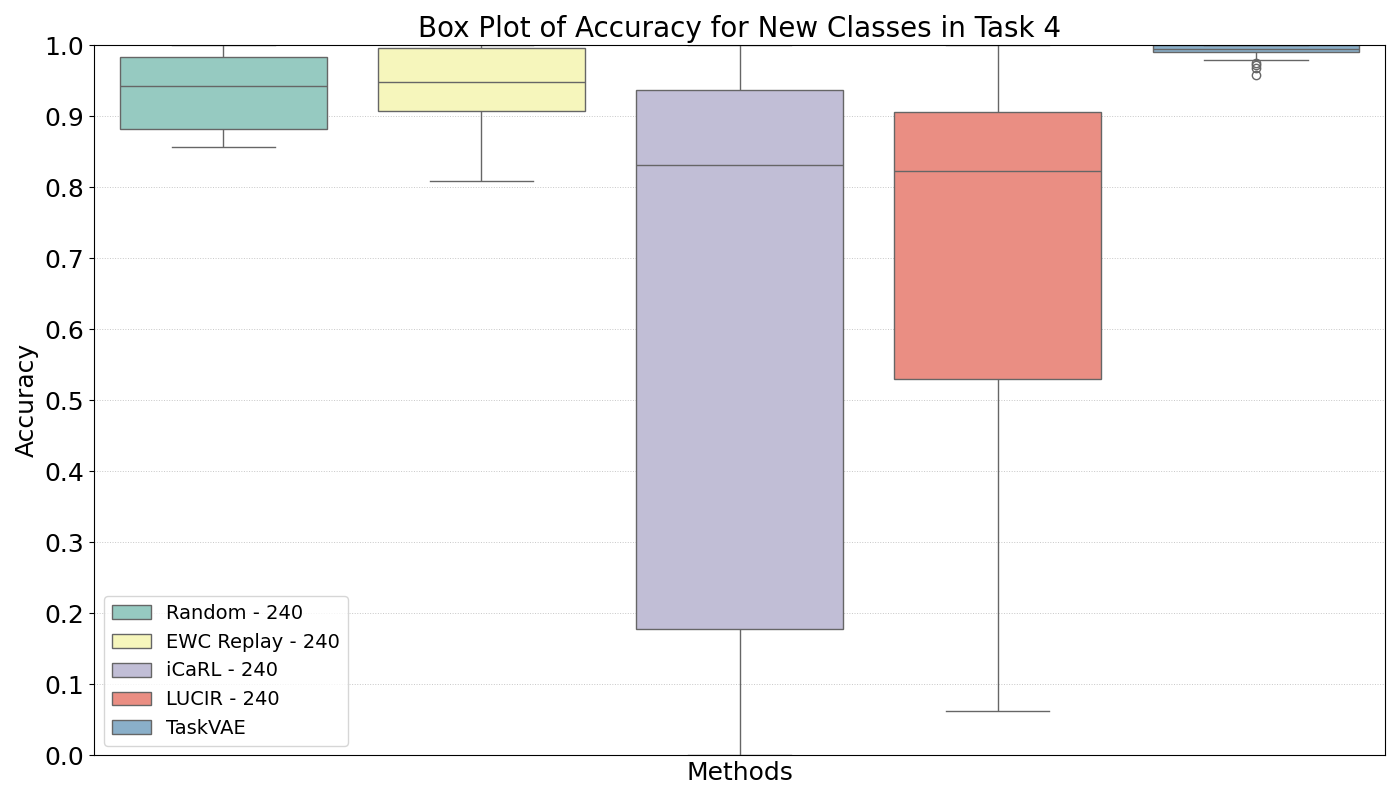 Box Plot of Accuracy for New Classes in Task 4
1.0
0.9
0.8
0.7
0.6
0.5
0.4
0.3
0.2
0.1
0.0
Accuracy
Random - 240
EWC Replay - 240
iCaRL - 240
LUCIR - 240
TaskVAE
Methods